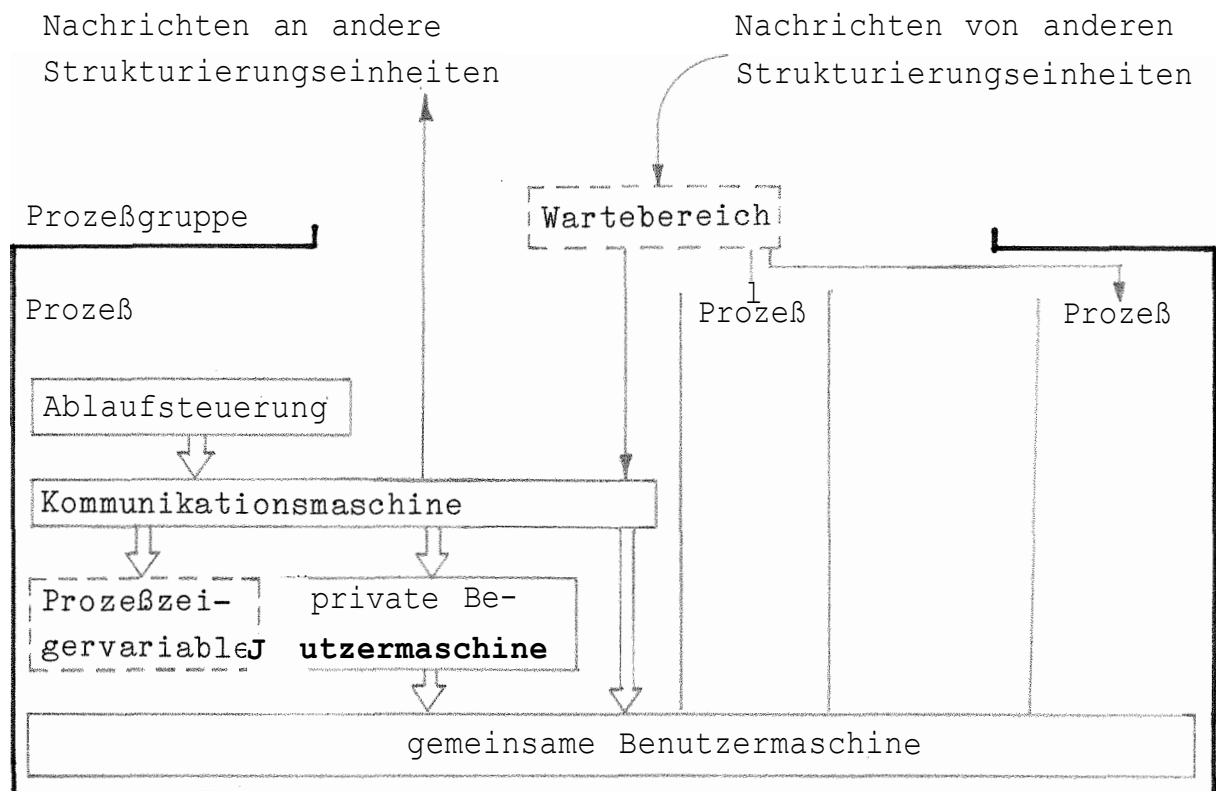 Nachrichten an andere
Strukturierungseinheiten
Nachrichten von anderen
Strukturierungseinheiten
Prozeßgruppe
Wartebereich
Prozeß
l
Prozeß
Prozeß
Ablaufsteuerung
Kommunikationsmaschine
Prozeßzei-
gervariableJ
private Be-
utzermaschine
gemeinsame Benutzermaschine